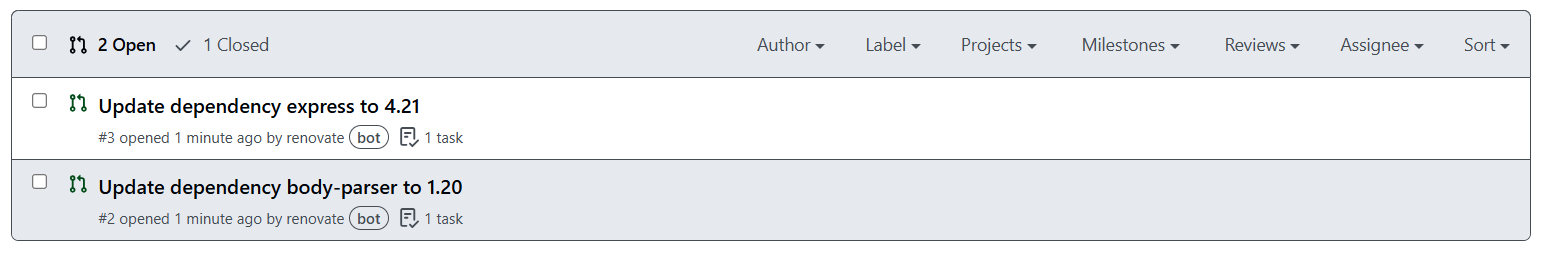 2 Open 1 Closed Author Label Projects Milestones Reviews Assignee Sort
Update dependency express to 4.21
#3 opened 1 minute ago by renovate bot 1 task
Update dependency body-parser to 1.20
#2 opened 1 minute ago by renovate bot 1 task